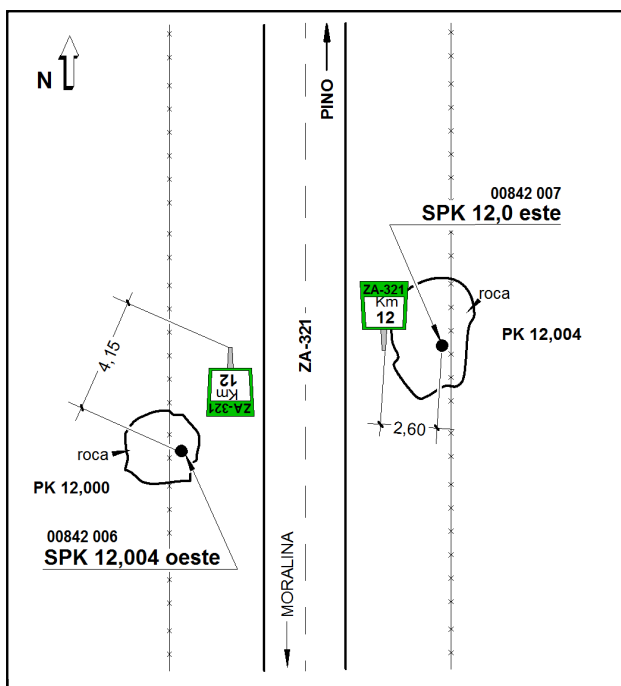 N
PINO
00842 007
SPK 12,0 este
ZA-321
Km
12
roca
PK 12,004
ZA-321
4,15
12
Km
ZA-321
2,60
roca
PK 12,000
00842 006
SPK 12,004 oeste
MORALINA